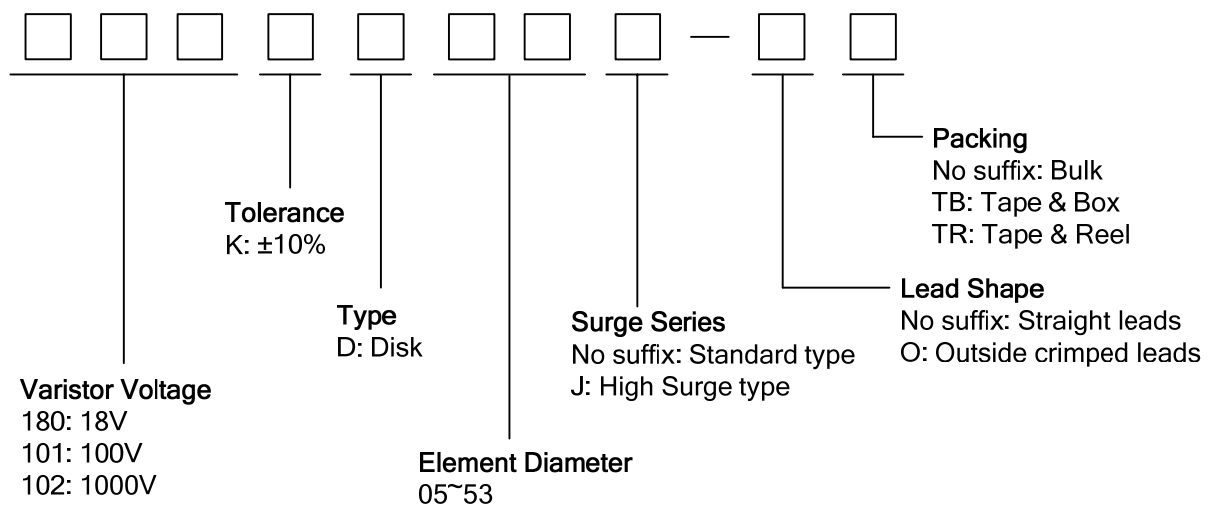 Packing
No suffix: Bulk
TB: Tape & Box
TR: Tape & Reel
Tolerance
K: ±10%
Lead Shape
No suffix: Straight leads
O: Outside crimped leads
Type
D: Disk
Surge Series
No suffix: Standard type
J: High Surge type
Varistor Voltage
180: 18V
101: 100V
102: 1000V
Element Diameter
05~53